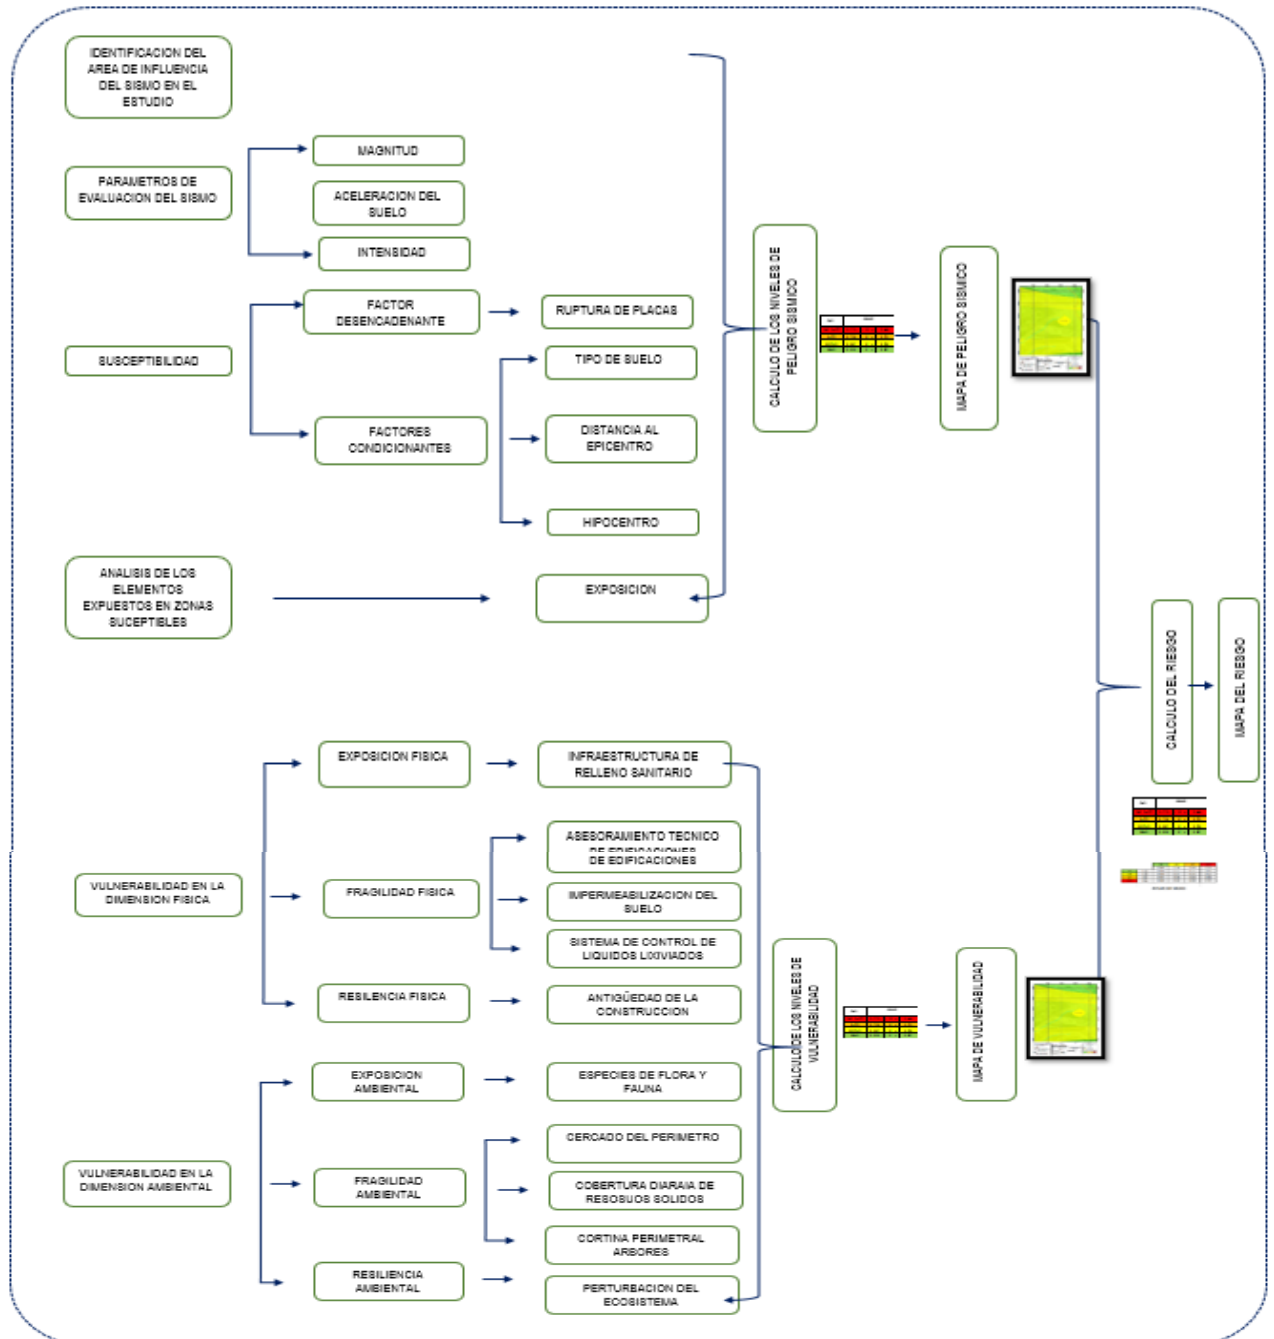 IDENTIFICACION DEL
AREA DE INFLUENCIA
DEL SISMO EN EL
ESTUDIO
PARAMETROS DE
EVALUACION DEL SISMO
MAGNITUD
ACELERACION DEL
SUELO
INTENSIDAD
SUSCEPTIBILIDAD
FACTOR
DESENCADENANTE
RUPTURA DE PLACAS
FACTORES
CONDICIONANTES
TIPO DE SUELO
DISTANCIA AL
EPICENTRO
HIPOCENTRO
ANALISIS DE LOS
ELEMENTOS
EXPUESTOS EN ZONAS
SUCEPTIBLES
EXPOSICION
CALCULO DE LOS NIVELES DE
PELIGRO SISMICO
MAPA DE PELIGRO SISMICO
VULNERABILIDAD EN LA
DIMENSION FISICA
EXPOSICION FISICA
INFRAESTRUCTURA DE
RELLENO SANITARIO
FRAGILIDAD FISICA
ASESORAMIENTO TECNICO
DE EDIFICACIONES
DE EDIFICACIONES
IMPERMEABILIZACION DEL
SUELO
SISTEMA DE CONTROL DE
LIQUIDOS LIXIVIADOS
RESILENCIA FISICA
ANTIGÜEDAD DE LA
CONSTRUCCION
VULNERABILIDAD EN LA
DIMENSION AMBIENTAL
EXPOSICION
AMBIENTAL
ESPECIES DE FLORA Y
FAUNA
FRAGILIDAD
AMBIENTAL
CERCADO DEL PERIMETRO
COBERTURA DIARAIA DE
RESOSUOS SOLIDOS
CORTINA PERIMETRAL
ARBORES
RESILIENCIA
AMBIENTAL
PERTURBACION DEL
ECOSISTEMA
CALCULO DE LOS NIVELES DE
VULNERABILIDAD
MAPA DE VULNERABILIDAD
CALCULO DEL RIESGO
MAPA DEL RIESGO